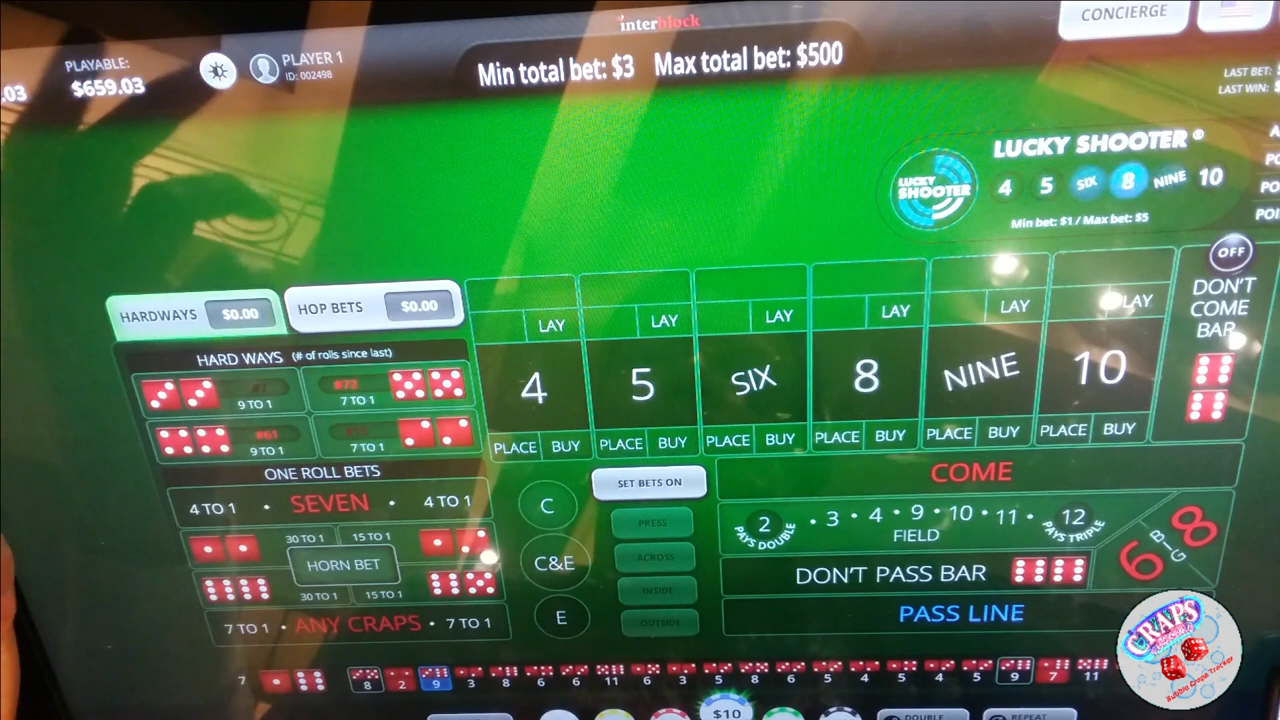 interblock
CONCIERGE
.03
PLAYABLE:
$659.03
PLAYER 1
ID: 002498
Min total bet: $3 Max total bet: $500
LAST BET:
LAST WIN:
LUCKY SHOOTER ®
LUCKY
SHOOTER
4 5 SIX 8 NINE 10
Min bet: $1 / Max bet: $5
OFF
DON'T
COME
BAR
HARDWAYS $0.00
HOP BETS $0.00
LAY LAY LAY LAY LAY LAY
HARD WAYS (# of rolls since last)
9 TO 1
#72
7 TO 1
#61
9 TO 1
7 TO 1
4 5 SIX 8 NINE 10
PLACE BUY PLACE BUY PLACE BUY PLACE BUY PLACE BUY PLACE BUY
ONE ROLL BETS
4 TO 1 • SEVEN • 4 TO 1
30 TO 1 15 TO 1
HORN BET
30 TO 1 15 TO 1
7 TO 1 • ANY CRAPS • 7 TO 1
C
C&E
E
SET BETS ON
PRESS
ACROSS
INSIDE
OUTSIDE
COME
2
PAYS DOUBLE
• 3 • 4 • 9 • 10 • 11 •
FIELD
12
PAYS TRIPLE
6 BIG 8
DON'T PASS BAR
PASS LINE
CRAPS
Bubble Craps Tracker
7 8 2 9 3 8 6 6 11 6 3 5 8 6 5 4 5 4 5 9 7 11
$10
DOUBLE
REPEAT